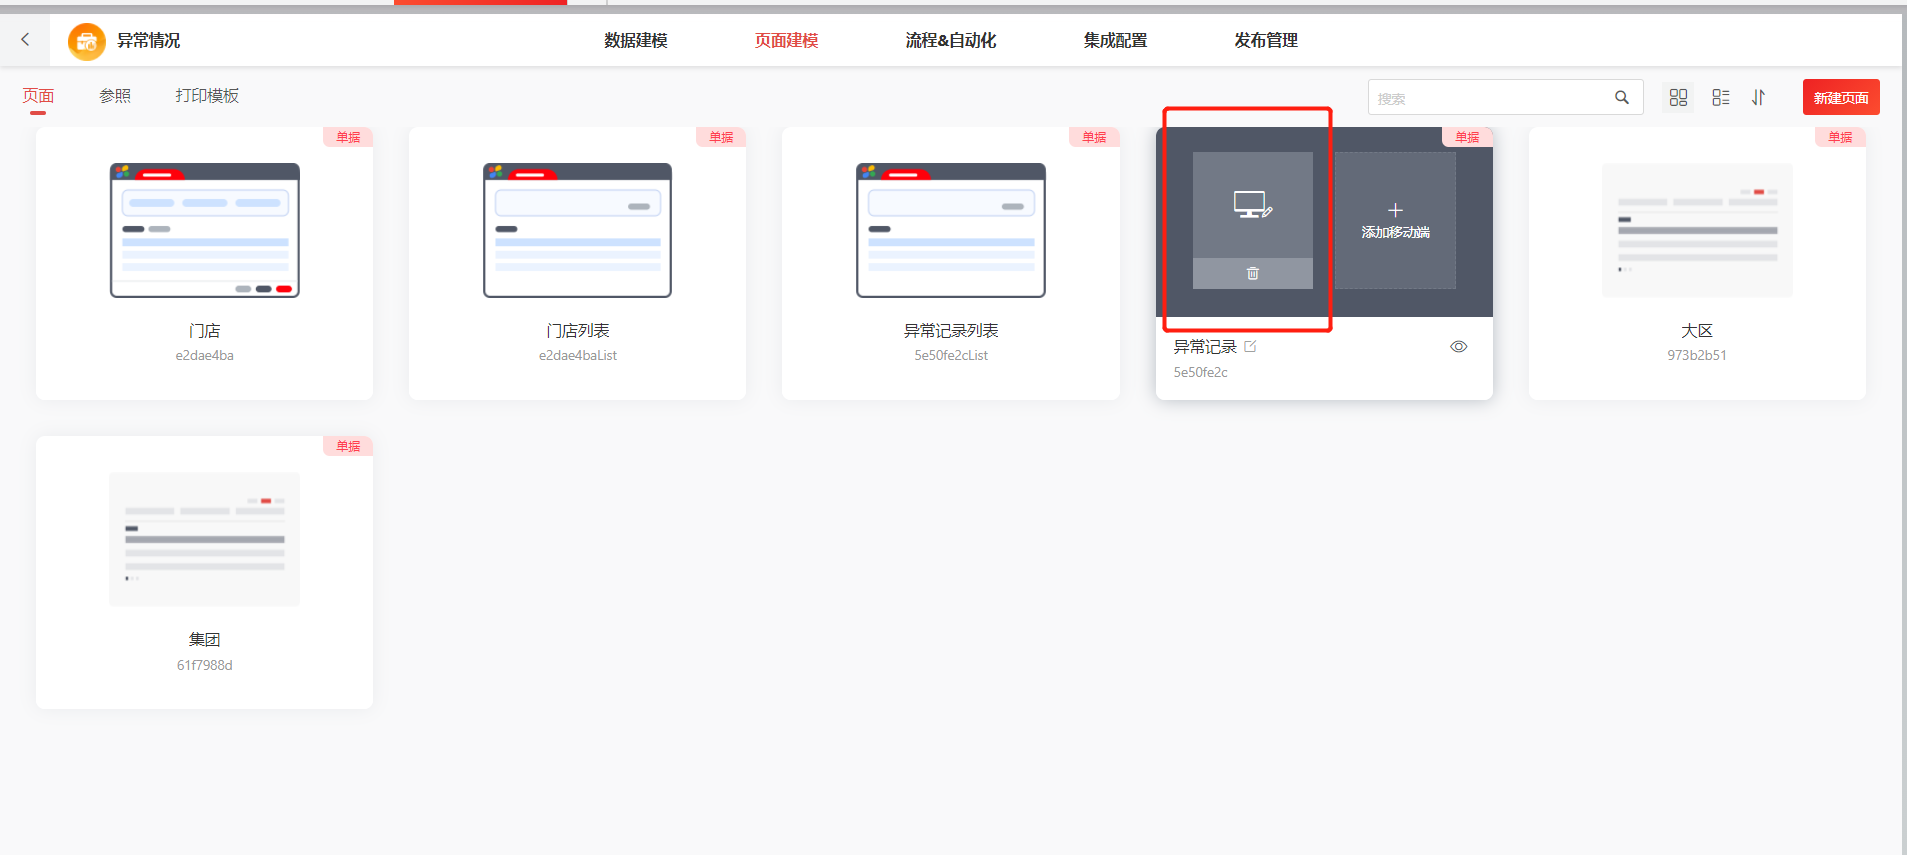 异常情况
数据建模
页面建模
流程&自动化
集成配置
发布管理
页面
参照
打印模板
搜索
新建页面
单据
门店
e2dae4ba
单据
门店列表
e2dae4baList
单据
异常记录列表
5e50fe2cList
单据
添加移动端
异常记录
5e50fe2c
单据
大区
973b2b51
单据
集团
61f7988d